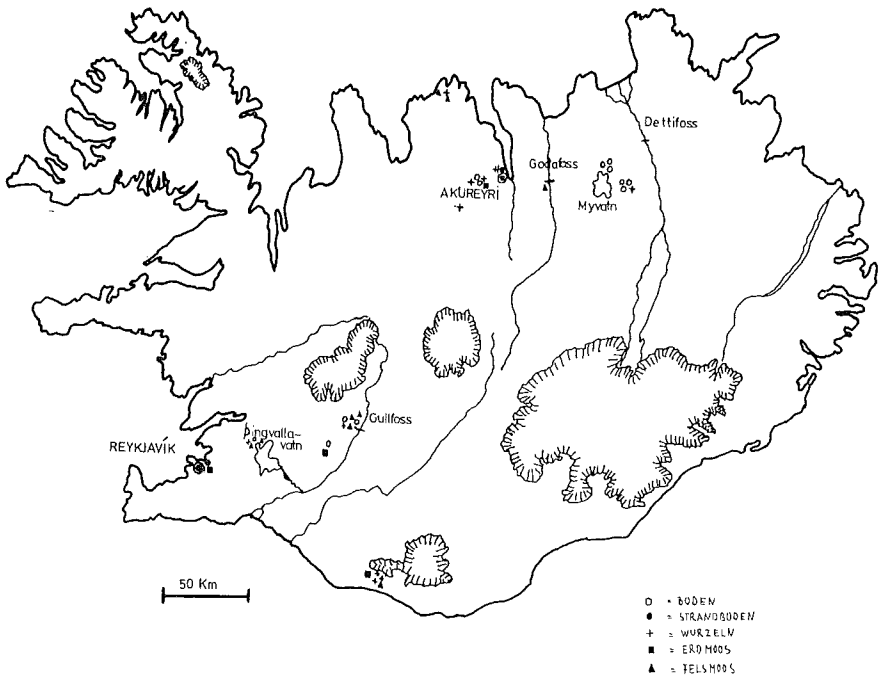 Dettifoss
Godafoss
AKUREYRI
Myvatn
Gullfoss
Þingvalla-
vatn
REYKJAVÍK
50 Km
O = BODEN
● = STRANDBODEN
+ = WURZELN
■ = ERDMOOS
▲ = FELSMOOS